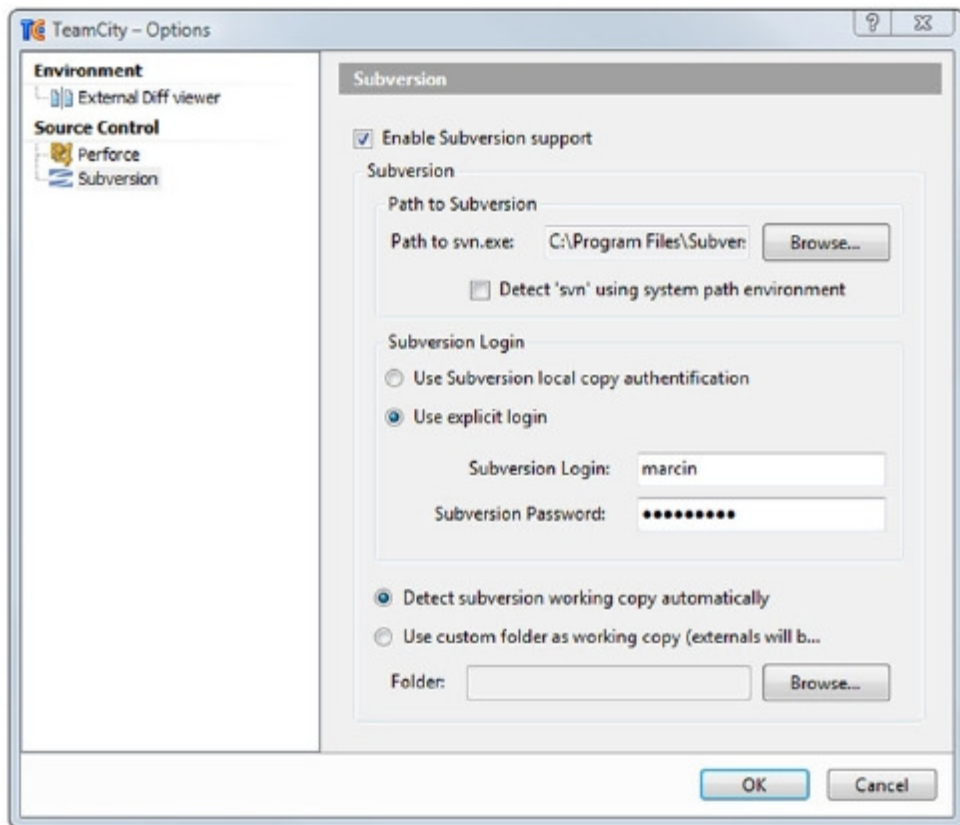 TeamCity – Options
Environment
External Diff viewer
Source Control
Perforce
Subversion
Subversion
Enable Subversion support
Subversion
Path to Subversion
Path to svn.exe: C:\Program Files\Subver: Browse...
Detect 'svn' using system path environment
Subversion Login
Use Subversion local copy authentification
Use explicit login
Subversion Login: marcin
Subversion Password: •••••••••
Detect subversion working copy automatically
Use custom folder as working copy (externals will b...
Folder: Browse...
OK Cancel